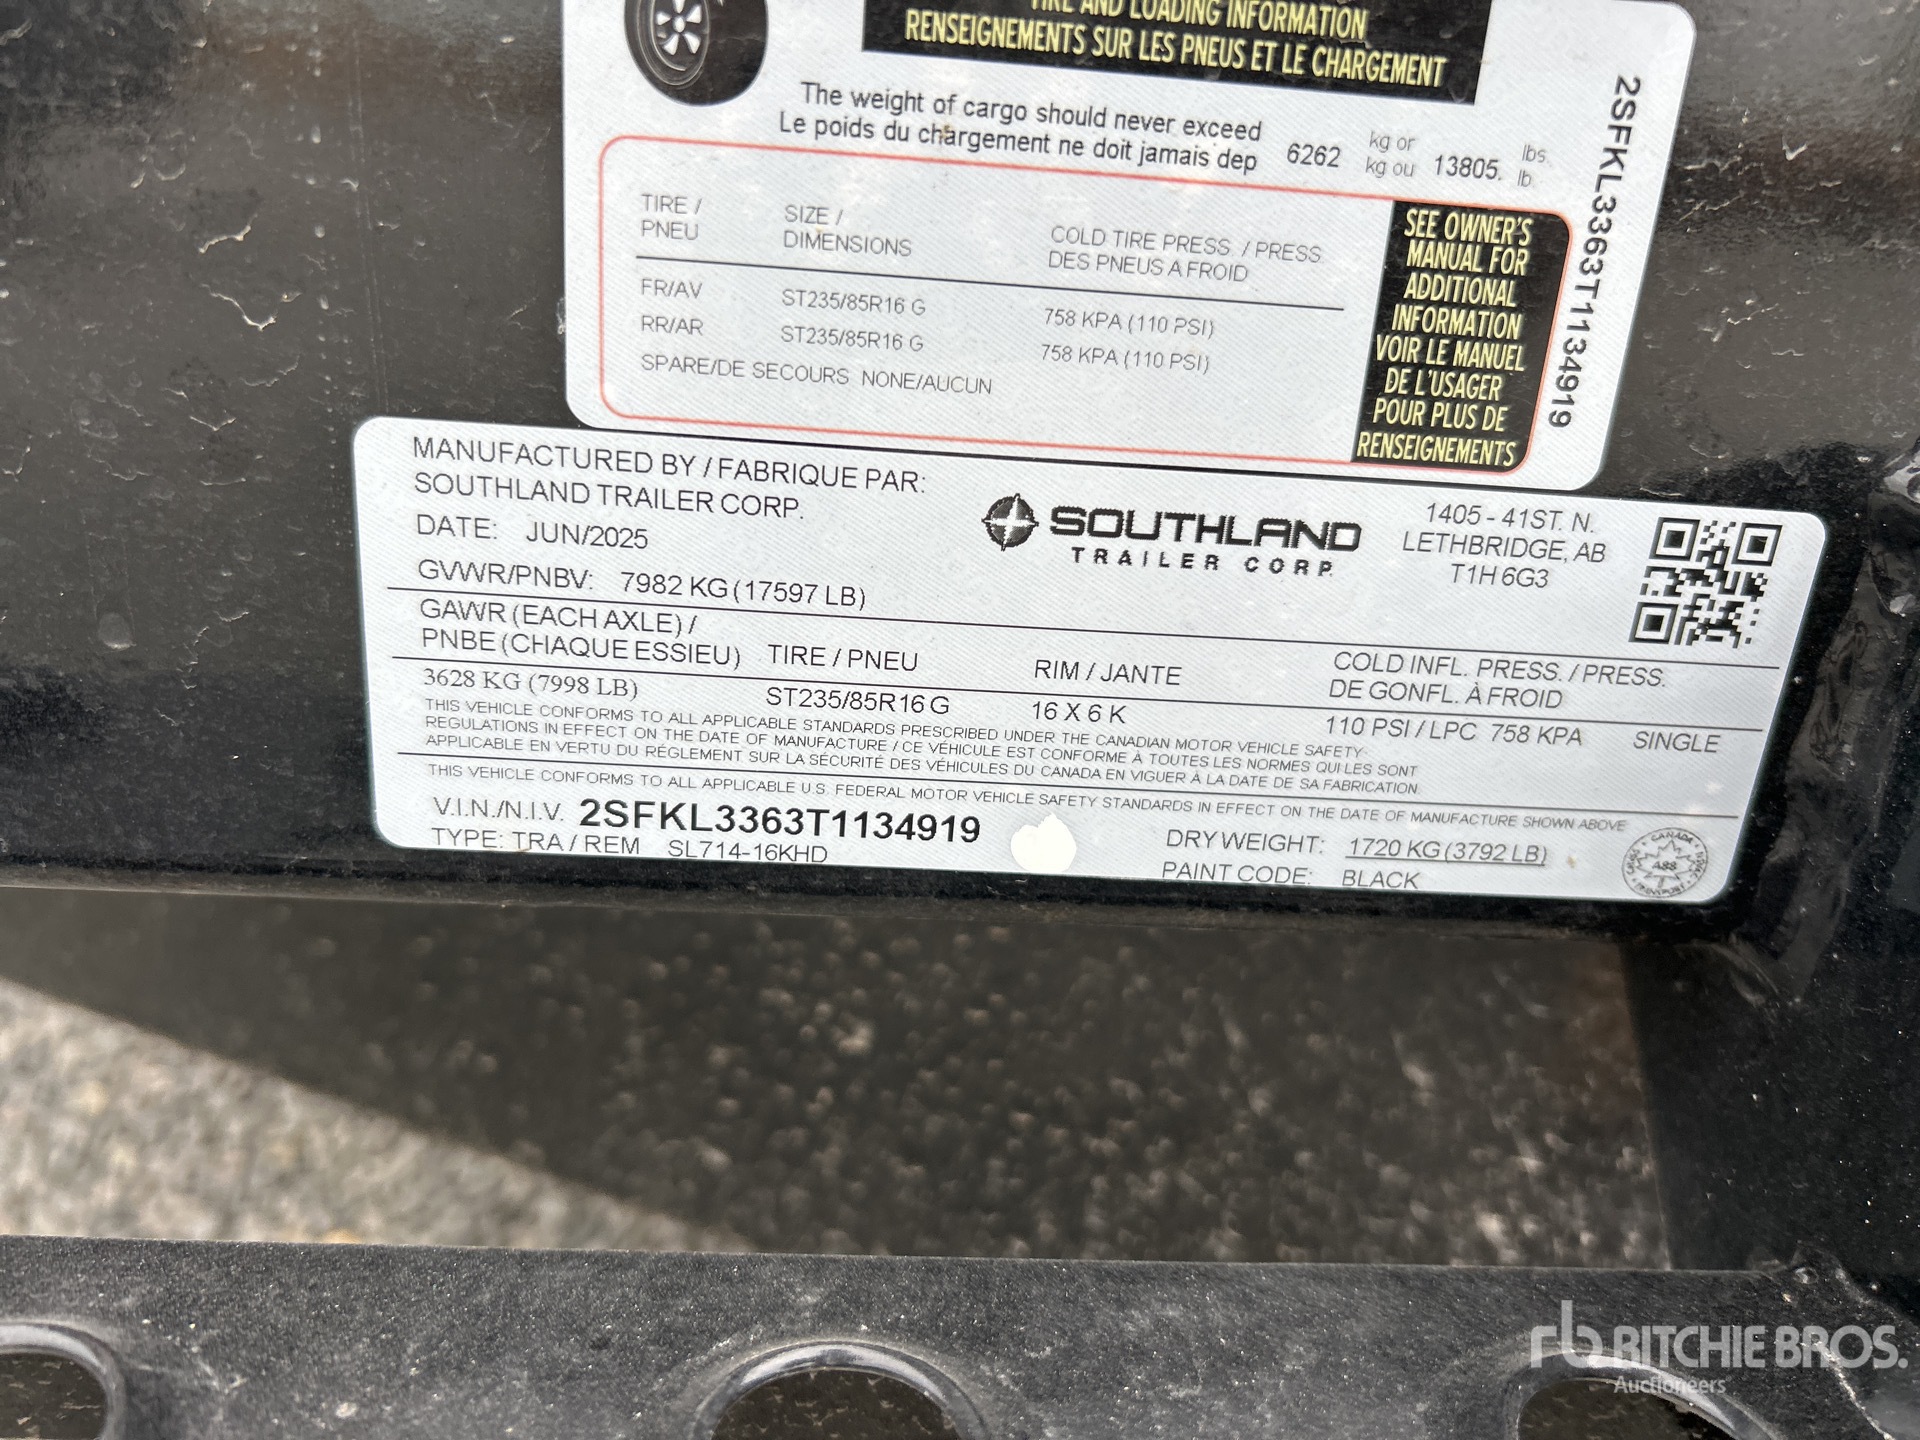 TIRE AND LOADING INFORMATION
RENSEIGNEMENTS SUR LES PNEUS ET LE CHARGEMENT
The weight of cargo should never exceed
Le poids du chargement ne doit jamais dep 6262 kg or kg ou 13805. lbs. lb.
TIRE / PNEU
SIZE / DIMENSIONS
COLD TIRE PRESS. / PRESS
DES PNEUS A FROID
FR/AV ST235/85R16 G 758 KPA (110 PSI)
RR/AR ST235/85R16 G 758 KPA (110 PSI)
SPARE/DE SECOURS NONE/AUCUN
SEE OWNER'S
MANUAL FOR
ADDITIONAL
INFORMATION
VOIR LE MANUEL
DE L'USAGER
POUR PLUS DE
RENSEIGNEMENTS
2SFKL3363T1134919
MANUFACTURED BY / FABRIQUE PAR:
SOUTHLAND TRAILER CORP.
DATE: JUN/2025
GVWR/PNBV: 7982 KG (17597 LB)
SOUTHLAND
TRAILER CORP.
1405 - 41ST. N.
LETHBRIDGE, AB
T1H 6G3
GAWR (EACH AXLE) /
PNBE (CHAQUE ESSIEU) TIRE / PNEU RIM / JANTE
COLD INFL. PRESS. / PRESS.
DE GONFL. À FROID
3628 KG (7998 LB) ST235/85R16 G 16 X 6 K 110 PSI / LPC 758 KPA SINGLE
THIS VEHICLE CONFORMS TO ALL APPLICABLE STANDARDS PRESCRIBED UNDER THE CANADIAN MOTOR VEHICLE SAFETY
REGULATIONS IN EFFECT ON THE DATE OF MANUFACTURE / CE VÉHICULE EST CONFORME À TOUTES LES NORMES QUI LES SONT
APPLICABLE EN VERTU DU RÉGLEMENT SUR LA SÉCURITÉ DES VÉHICULES DU CANADA EN VIGUER À LA DATE DE SA FABRICATION
THIS VEHICLE CONFORMS TO ALL APPLICABLE U.S. FEDERAL MOTOR VEHICLE SAFETY STANDARDS IN EFFECT ON THE DATE OF MANUFACTURE SHOWN ABOVE
V.I.N./N.I.V. 2SFKL3363T1134919
TYPE: TRA / REM SL714-16KHD
DRY WEIGHT: 1720 KG (3792 LB)
PAINT CODE: BLACK
CANADA
TRANSPORT
rb RITCHIE BROS.
Auctioneers